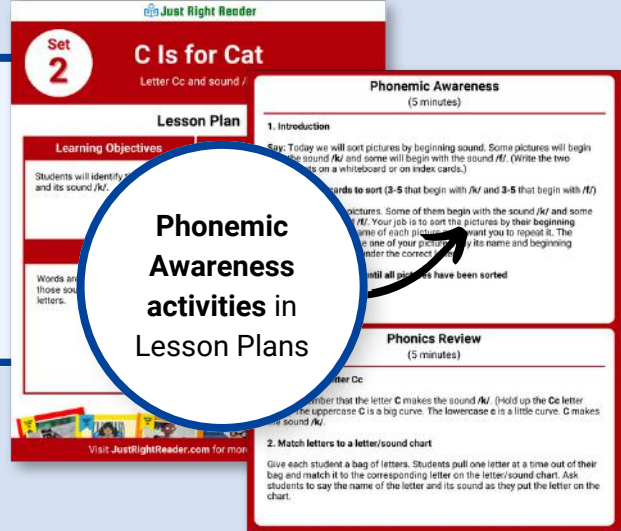 Just Right Reader
Set
2
C Is for Cat
Letter Cc and sound /
Lesson Plan
Learning Objectives
Students will identify
and its sound /k/.
Words are
those sou
letters.
Visit JustRightReader.com for more
Phonemic
Awareness
activities in
Lesson Plans
Phonemic Awareness
(5 minutes)
1. Introduction
Say: Today we will sort pictures by beginning sound. Some pictures will begin
the sound /k/ and some will begin with the sound /f/. (Write the two
on a whiteboard or on index cards.)
cards to sort (3-5 that begin with /k/ and 3-5 that begin with /f/)
pictures. Some of them begin with the sound /k/ and some
/f/. Your job is to sort the pictures by their beginning
name of each picture want you to repeat it. The
one of your pictures its name and beginning
under the correct
until all pictures have been sorted
Phonics Review
(5 minutes)
tter Cc
mber that the letter C makes the sound /k/. (Hold up the Cc letter
The uppercase C is a big curve. The lowercase c is a little curve. C makes
the sound /k/.
2. Match letters to a letter/sound chart
Give each student a bag of letters. Students pull one letter at a time out of their
bag and match it to the corresponding letter on the letter/sound chart. Ask
students to say the name of the letter and its sound as they put the letter on the
chart.